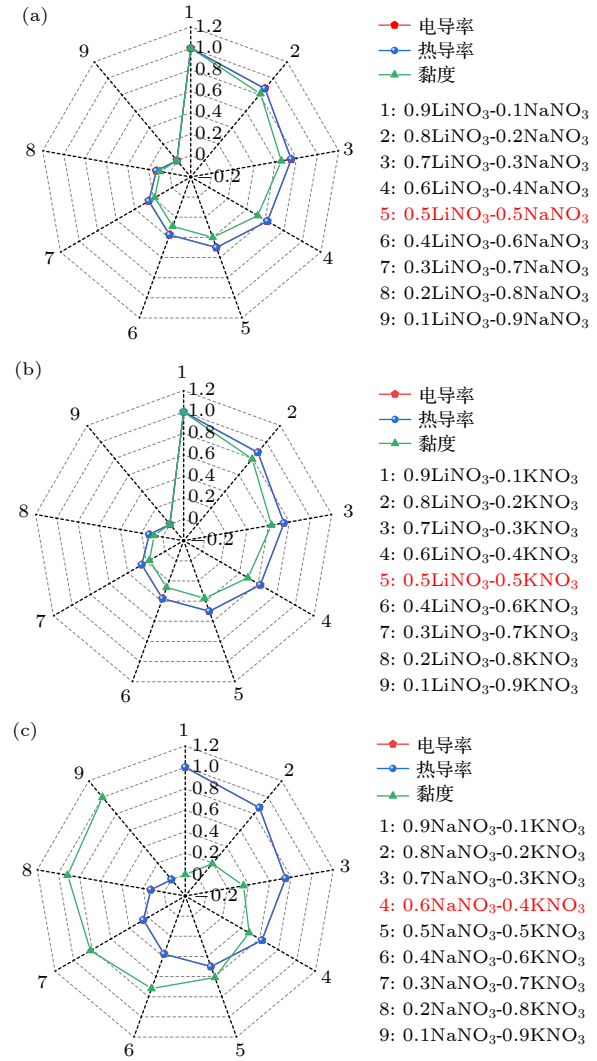 (a)
1
2
3
4
5
6
7
8
9
1.2
1.0
0.8
0.6
0.4
0.2
0
−0.2
电导率
热导率
黏度
1: 0.9LiNO₃-0.1NaNO₃
2: 0.8LiNO₃-0.2NaNO₃
3: 0.7LiNO₃-0.3NaNO₃
4: 0.6LiNO₃-0.4NaNO₃
5: 0.5LiNO₃-0.5NaNO₃
6: 0.4LiNO₃-0.6NaNO₃
7: 0.3LiNO₃-0.7NaNO₃
8: 0.2LiNO₃-0.8NaNO₃
9: 0.1LiNO₃-0.9NaNO₃
(b)
1
2
3
4
5
6
7
8
9
1.2
1.0
0.8
0.6
0.4
0.2
0
−0.2
电导率
热导率
黏度
1: 0.9LiNO₃-0.1KNO₃
2: 0.8LiNO₃-0.2KNO₃
3: 0.7LiNO₃-0.3KNO₃
4: 0.6LiNO₃-0.4KNO₃
5: 0.5LiNO₃-0.5KNO₃
6: 0.4LiNO₃-0.6KNO₃
7: 0.3LiNO₃-0.7KNO₃
8: 0.2LiNO₃-0.8KNO₃
9: 0.1LiNO₃-0.9KNO₃
(c)
1
2
3
4
5
6
7
8
9
1.2
1.0
0.8
0.6
0.4
0.2
0
−0.2
电导率
热导率
黏度
1: 0.9NaNO₃-0.1KNO₃
2: 0.8NaNO₃-0.2KNO₃
3: 0.7NaNO₃-0.3KNO₃
4: 0.6NaNO₃-0.4KNO₃
5: 0.5NaNO₃-0.5KNO₃
6: 0.4NaNO₃-0.6KNO₃
7: 0.3NaNO₃-0.7KNO₃
8: 0.2NaNO₃-0.8KNO₃
9: 0.1NaNO₃-0.9KNO₃